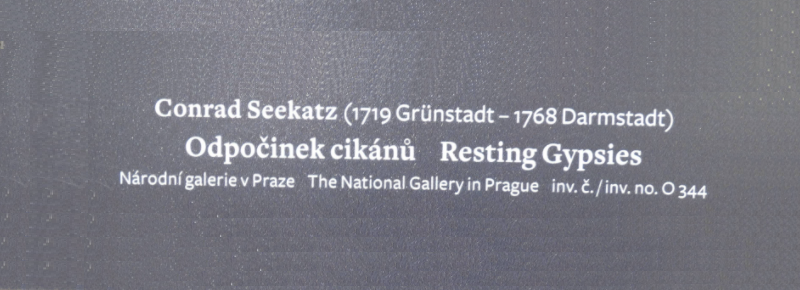 Conrad Seekatz (1719 Grünstadt – 1768 Darmstadt)
Odpočinek cikánů Resting Gypsies
Národní galerie v Praze The National Gallery in Prague inv. č./inv. no. O 344